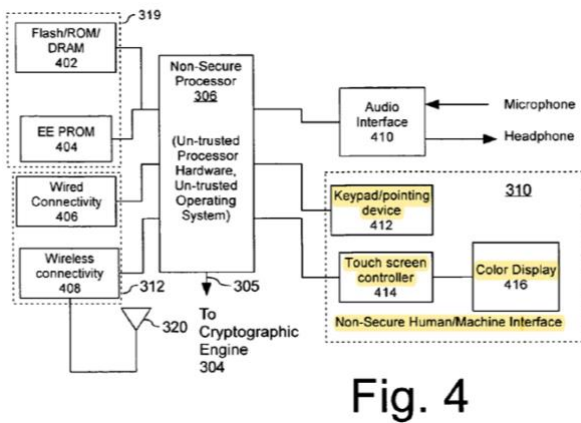 319
Flash/ROM/
DRAM
402
EE PROM
404
Wired
Connectivity
406
Wireless
connectivity
408
312
320
Non-Secure
Processor
306
(Un-trusted
Processor
Hardware,
Un-trusted
Operating
System)
305
To
Cryptographic
Engine
304
Audio
Interface
410
Microphone
Headphone
310
Keypad/pointing
device
412
Touch screen
controller
414
Color Display
416
Non-Secure Human/Machine Interface
Fig. 4